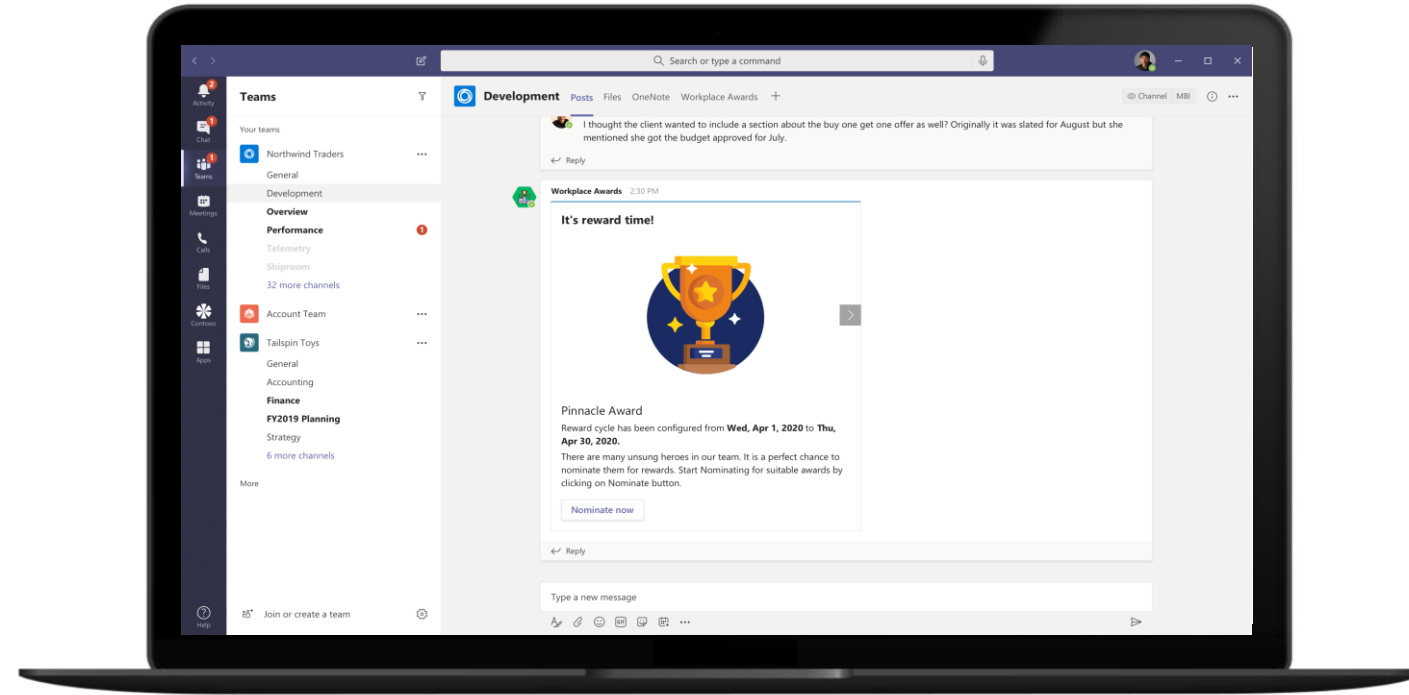 Search or type a command
2
Activity
1
Chat
1
Teams
Meetings
Calls
Files
Contoso
Apps
Help
Teams
Your teams
Northwind Traders
General
Development
Overview
Performance 1
Telemetry
Shiproom
32 more channels
Account Team
Tailspin Toys
General
Accounting
Finance
FY2019 Planning
Strategy
6 more channels
More
Join or create a team
Development Posts Files OneNote Workplace Awards
Channel MBI
I thought the client wanted to include a section about the buy one get one offer as well? Originally it was slated for August but she
mentioned she got the budget approved for July.
Reply
Workplace Awards 2:30 PM
It's reward time!
Pinnacle Award
Reward cycle has been configured from Wed, Apr 1, 2020 to Thu,
Apr 30, 2020.
There are many unsung heroes in our team. It is a perfect chance to
nominate them for rewards. Start Nominating for suitable awards by
clicking on Nominate button.
Nominate now
Reply
Type a new message
GIF